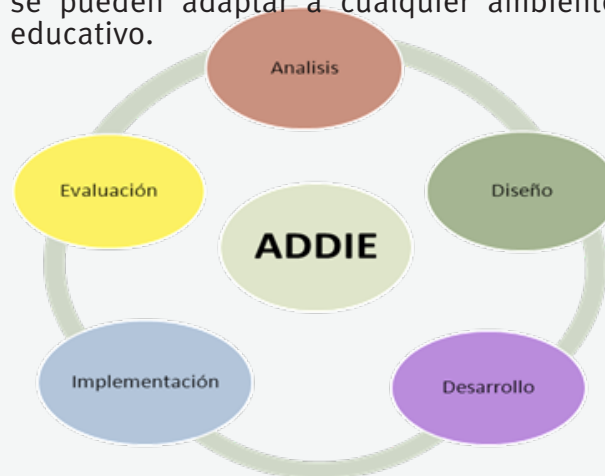 se pueden adaptar a cualquier ambiente
educativo.
Analisis
Evaluación
Diseño
ADDIE
Implementación
Desarrollo